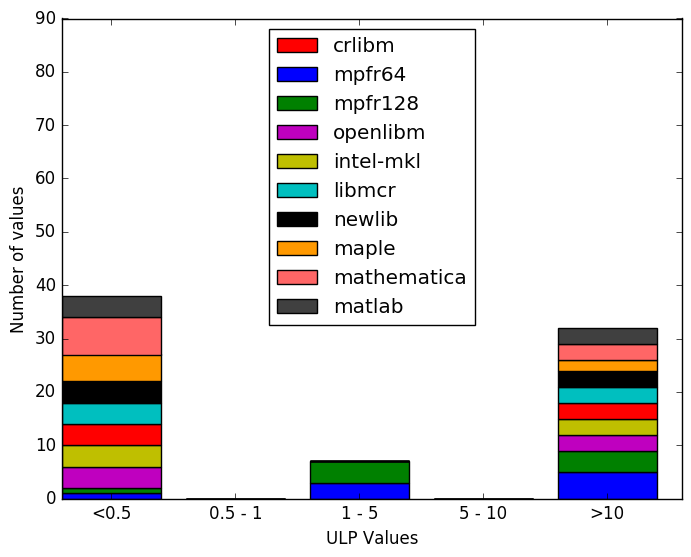 90
80
70
60
50
40
30
20
10
0
Number of values
crlibm
mpfr64
mpfr128
openlibm
intel-mkl
libmcr
newlib
maple
mathematica
matlab
<0.5 0.5 - 1 1 - 5 5 - 10 >10
ULP Values